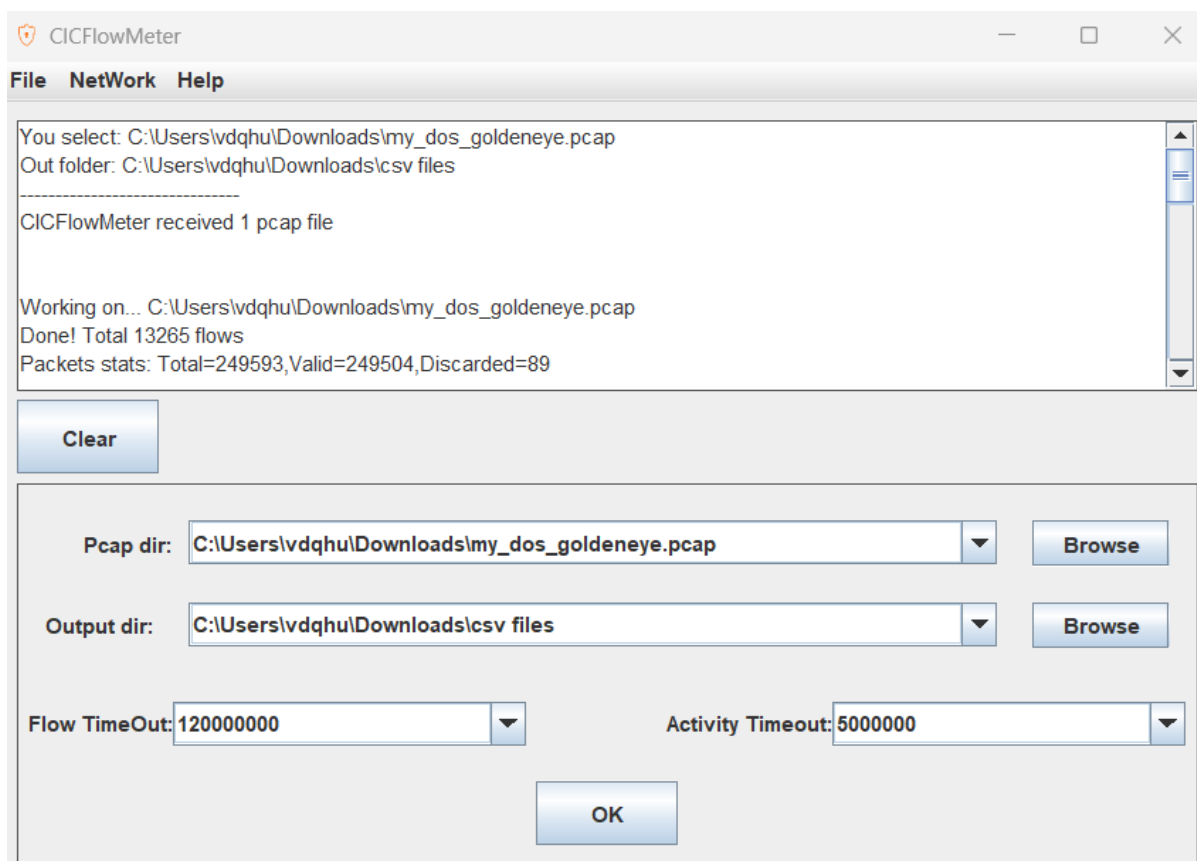 CICFlowMeter
File NetWork Help
You select: C:\Users\vdqhu\Downloads\my_dos_goldeneye.pcap
Out folder: C:\Users\vdqhu\Downloads\csv files
-------------------------------
CICFlowMeter received 1 pcap file
Working on... C:\Users\vdqhu\Downloads\my_dos_goldeneye.pcap
Done! Total 13265 flows
Packets stats: Total=249593,Valid=249504,Discarded=89
Clear
Pcap dir: C:\Users\vdqhu\Downloads\my_dos_goldeneye.pcap Browse
Output dir: C:\Users\vdqhu\Downloads\csv files Browse
Flow TimeOut: 120000000 Activity Timeout: 5000000
OK